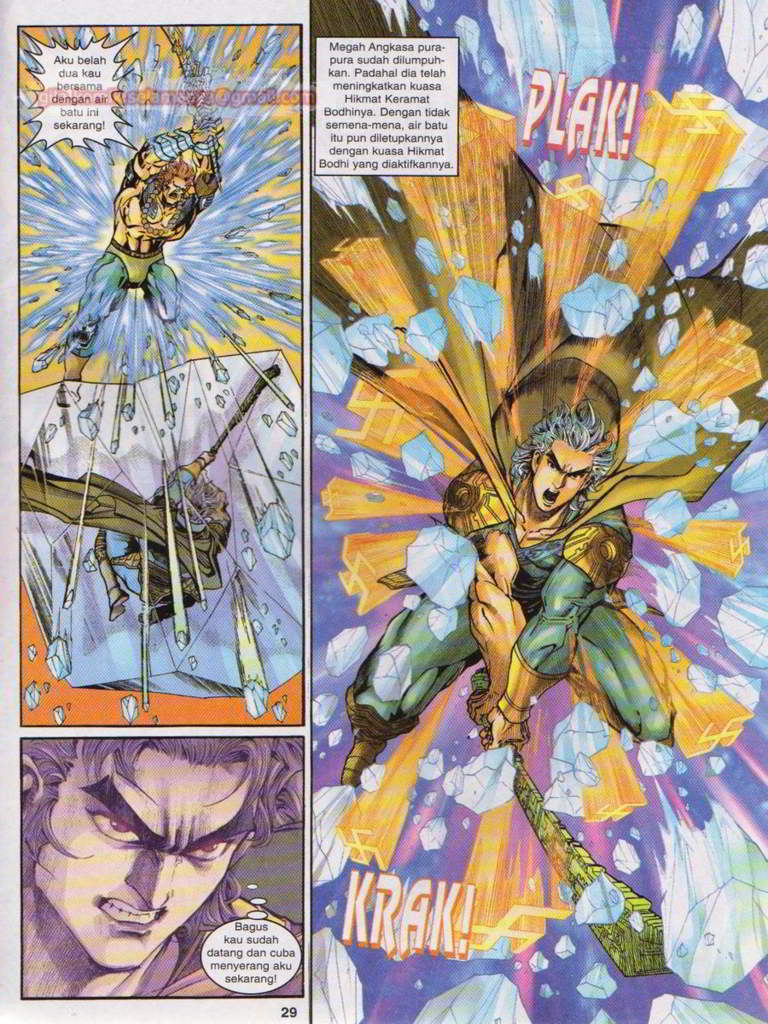 Aku belah
dua kau
bersama
dengan air
batu ini
sekarang!
Megah Angkasa pura-
pura sudah dilumpuh-
kan. Padahal dia telah
meningkatkan kuasa
Hikmat Keramat
Bodhinya. Dengan tidak
semena-mena, air batu
itu pun diletupkannya
dengan kuasa Hikmat
Bodhi yang diaktifkannya.
PLAK!
Bagus
kau sudah
datang dan cuba
menyerang aku
sekarang!
KRAK!
29